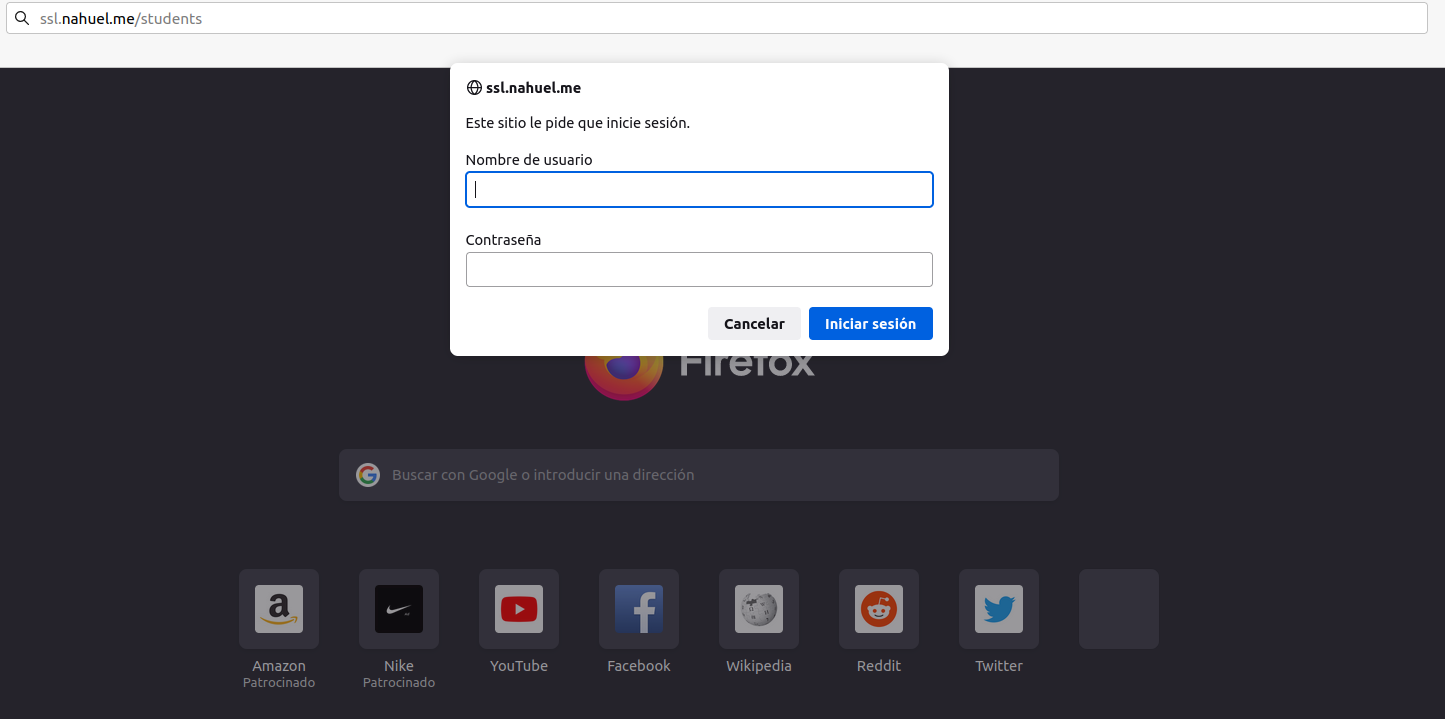 ssl.nahuel.me/students
ssl.nahuel.me
Este sitio le pide que inicie sesión.
Nombre de usuario
Contraseña
Cancelar Iniciar sesión
Firefox
Buscar con Google o introducir una dirección
Amazon Nike YouTube Facebook Wikipedia Reddit Twitter
Patrocinado Patrocinado